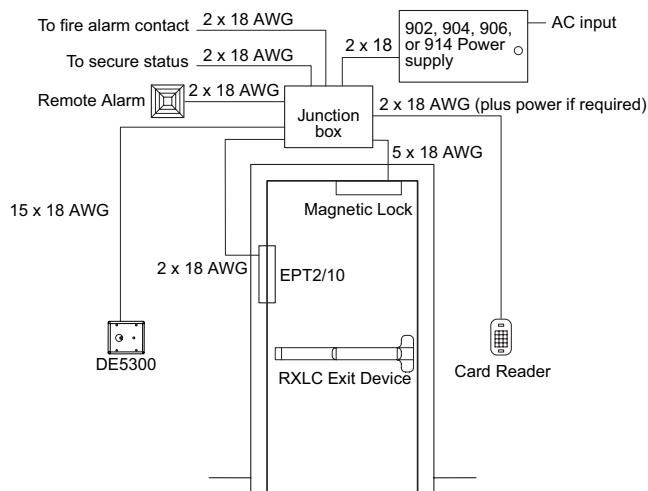 To fire alarm contact
2 x 18 AWG
902, 904, 906,
or 914 Power
supply
AC input
To secure status
2 x 18 AWG
2 x 18
Remote Alarm
2 x 18 AWG
Junction
box
2 x 18 AWG (plus power if required)
5 x 18 AWG
15 x 18 AWG
Magnetic Lock
2 x 18 AWG
EPT2/10
DE5300
RXLC Exit Device
Card Reader